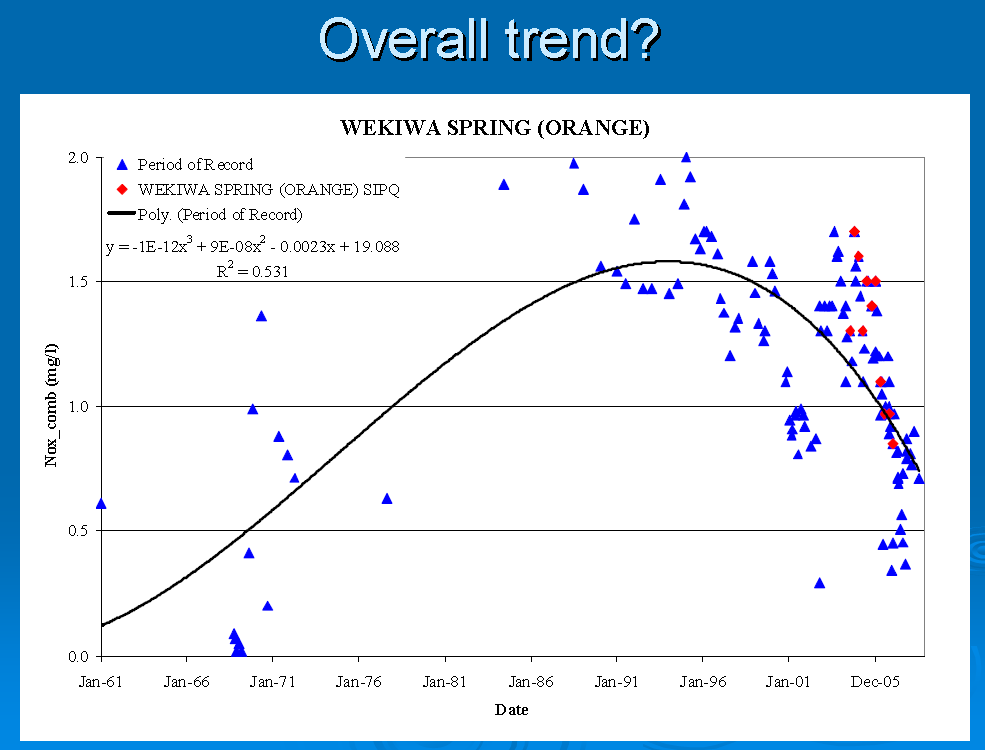 Overall trend?
WEKIWA SPRING (ORANGE)
Period of Record
WEKIWA SPRING (ORANGE) SIPQ
Poly. (Period of Record)
y = -1E-12x³ + 9E-08x² - 0.0023x + 19.088
R² = 0.531
2.0
1.5
1.0
0.5
0.0
Nox_comb (mg/l)
Jan-61 Jan-66 Jan-71 Jan-76 Jan-81 Jan-86 Jan-91 Jan-96 Jan-01 Dec-05
Date